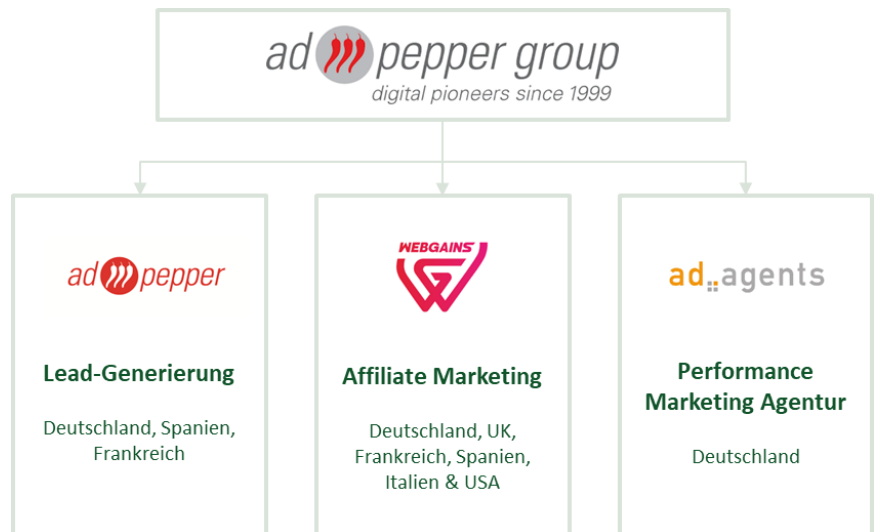 ad pepper group
digital pioneers since 1999
ad pepper
Lead-Generierung
Deutschland, Spanien,
Frankreich
WEBGAINS
Affiliate Marketing
Deutschland, UK,
Frankreich, Spanien,
Italien & USA
ad agents
Performance
Marketing Agentur
Deutschland